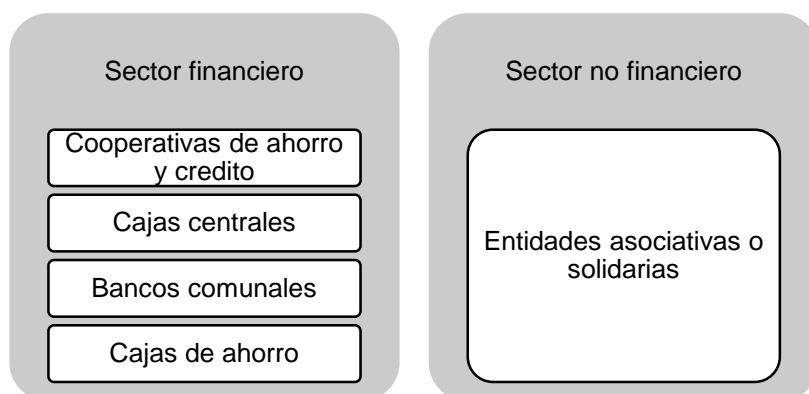 Sector financiero
Cooperativas de ahorro
y credito
Cajas centrales
Bancos comunales
Cajas de ahorro
Sector no financiero
Entidades asociativas o
solidarias